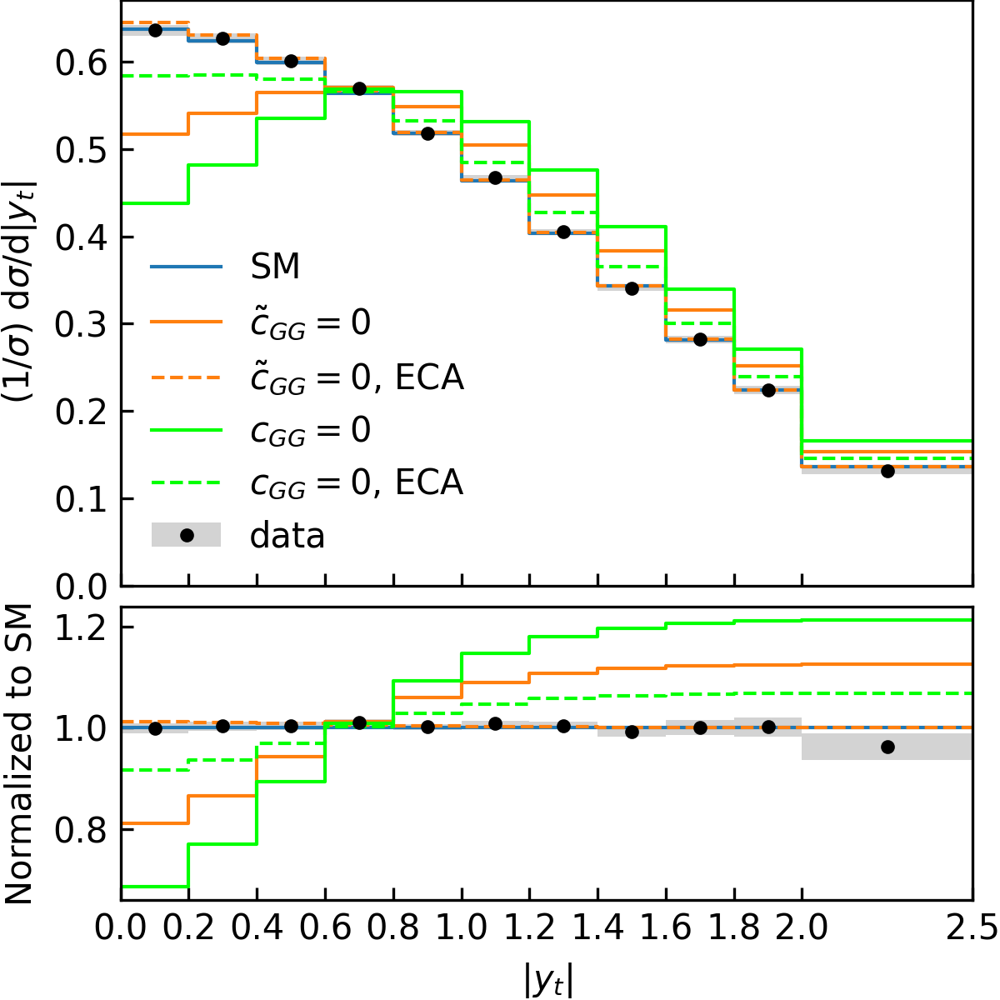 (1/σ) dσ/d|y_t|
0.6
0.5
0.4
0.3
0.2
0.1
0.0
SM
c̃_GG = 0
c̃_GG = 0, ECA
c_GG = 0
c_GG = 0, ECA
data
Normalized to SM
1.2
1.0
0.8
0.0 0.2 0.4 0.6 0.8 1.0 1.2 1.4 1.6 1.8 2.0 2.5
|y_t|